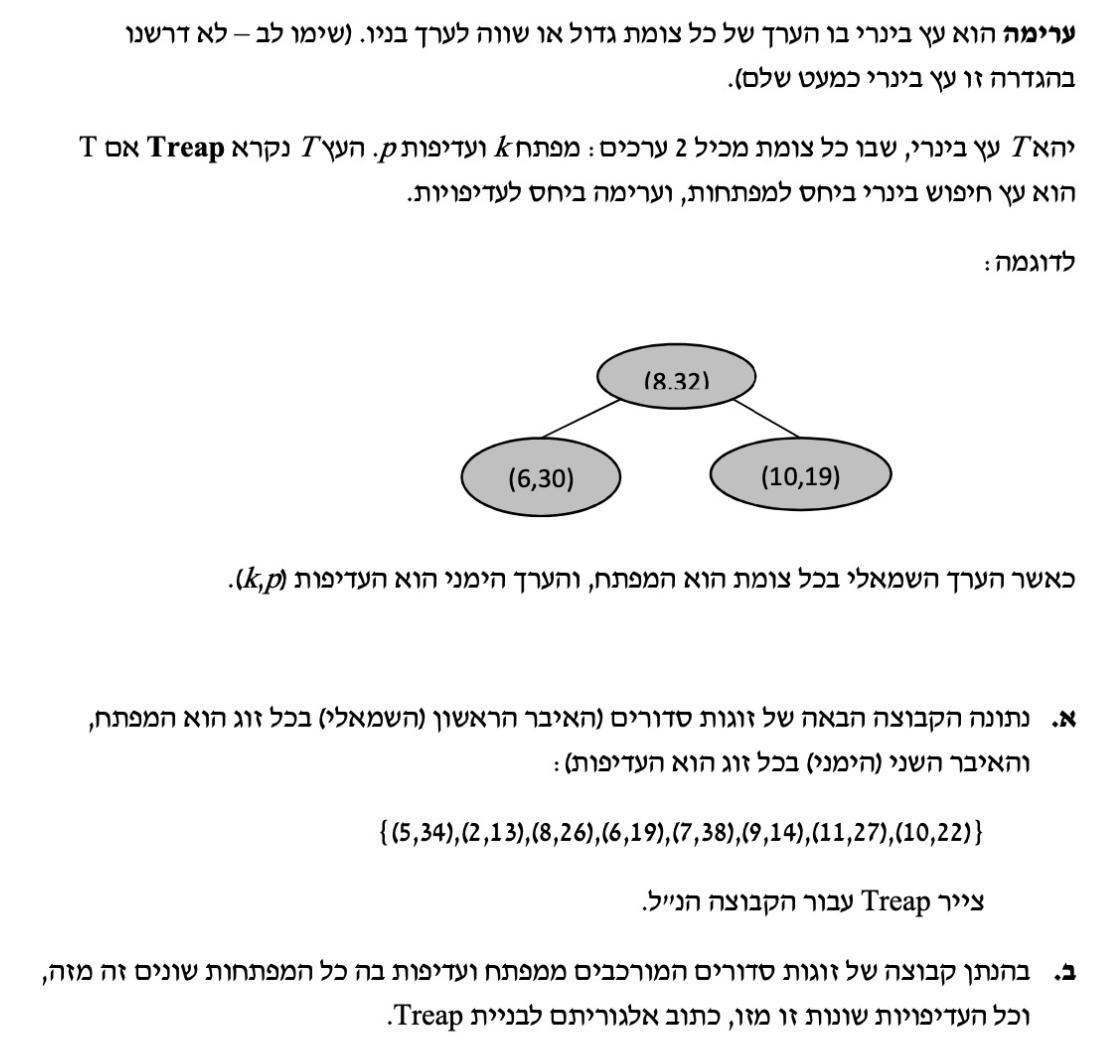 ערימה הוא עץ בינרי בו הערך של כל צומת גדול או שווה לערך בניו. (שימו לב – לא דרשנו
בהגדרה זו עץ בינרי כמעט שלם).
יהא T עץ בינרי, שבו כל צומת מכיל 2 ערכים: מפתח k ועדיפות p. העץ T נקרא Treap אם T
הוא עץ חיפוש בינרי ביחס למפתחות, וערימה ביחס לעדיפויות.
לדוגמה:
(8,32)
(6,30)
(10,19)
כאשר הערך השמאלי בכל צומת הוא המפתח, והערך הימני הוא העדיפות (k,p).
א. נתונה הקבוצה הבאה של זוגות סדורים (האיבר הראשון (השמאלי) בכל זוג הוא המפתח,
והאיבר השני (הימני) בכל זוג הוא העדיפות):
{(5,34),(2,13),(8,26),(6,19),(7,38),(9,14),(11,27),(10,22)}
צייר Treap עבור הקבוצה הנ״ל.
ב. בהנתן קבוצה של זוגות סדורים המורכבים ממפתח ועדיפות בה כל המפתחות שונים זה מזה,
וכל העדיפויות שונות זו מזו, כתוב אלגוריתם לבניית Treap.